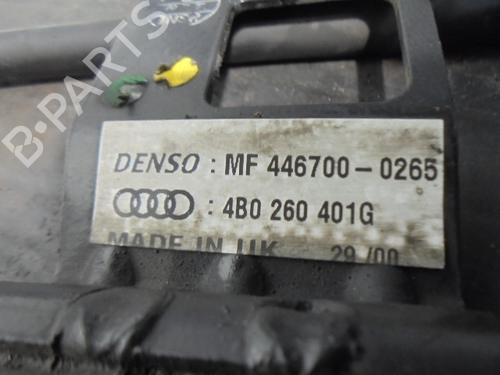 B-PARTS
DENSO : MF 446700-0265
: 4B0 260 401G
MADE IN UK 29/00